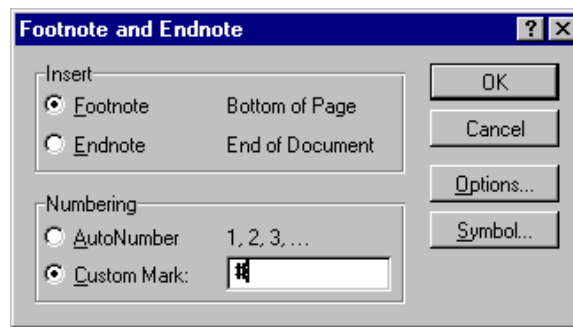 Footnote and Endnote
Insert
Footnote Bottom of Page
Endnote End of Document
Numbering
AutoNumber 1, 2, 3, …
Custom Mark: #
OK
Cancel
Options...
Symbol...